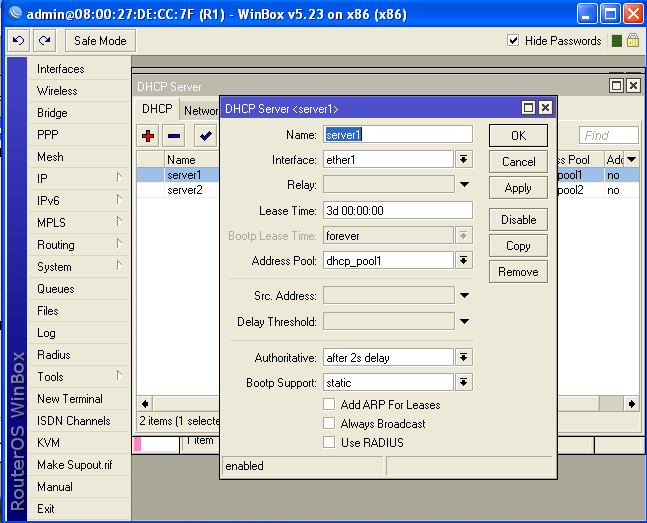 admin@08:00:27:DE:CC:7F (R1) - WinBox v5.23 on x86 (x86)
Safe Mode
Hide Passwords
RouterOS WinBox
Interfaces
Wireless
Bridge
PPP
Mesh
IP
IPv6
MPLS
Routing
System
Queues
Files
Log
Radius
Tools
New Terminal
ISDN Channels
KVM
Make Supout.rif
Manual
Exit
DHCP Server
DHCP
Find
Name
server1
server2
no
no
2 items (1
1 item
DHCP Server <server1>
Name: server1
Interface: ether1
Relay:
Lease Time: 3d 00:00:00
Bootp Lease Time: forever
Address Pool: dhcp_pool1
Src. Address:
Delay Threshold:
Authoritative: after 2s delay
Bootp Support: static
Add ARP For Leases
Always Broadcast
Use RADIUS
enabled
OK
Cancel
Apply
Disable
Copy
Remove